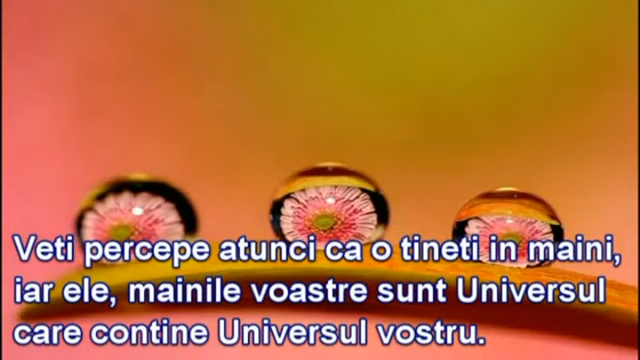 Veti percepe atunci ca o tineti in maini,
iar ele, mainile voastre sunt Universul
care contine Universul vostru.